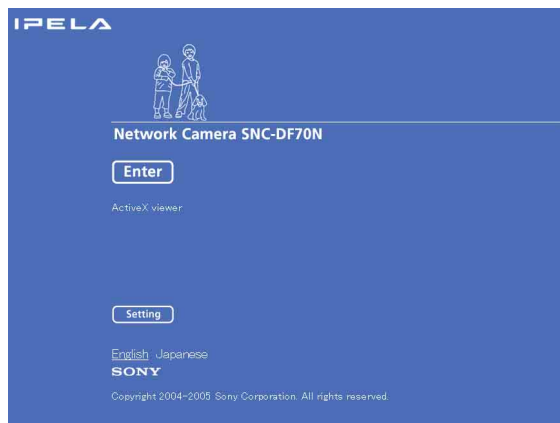 IPELA
Network Camera SNC-DF70N
Enter
ActiveX viewer
Setting
English Japanese
SONY
Copyright 2004-2005 Sony Corporation. All rights reserved.